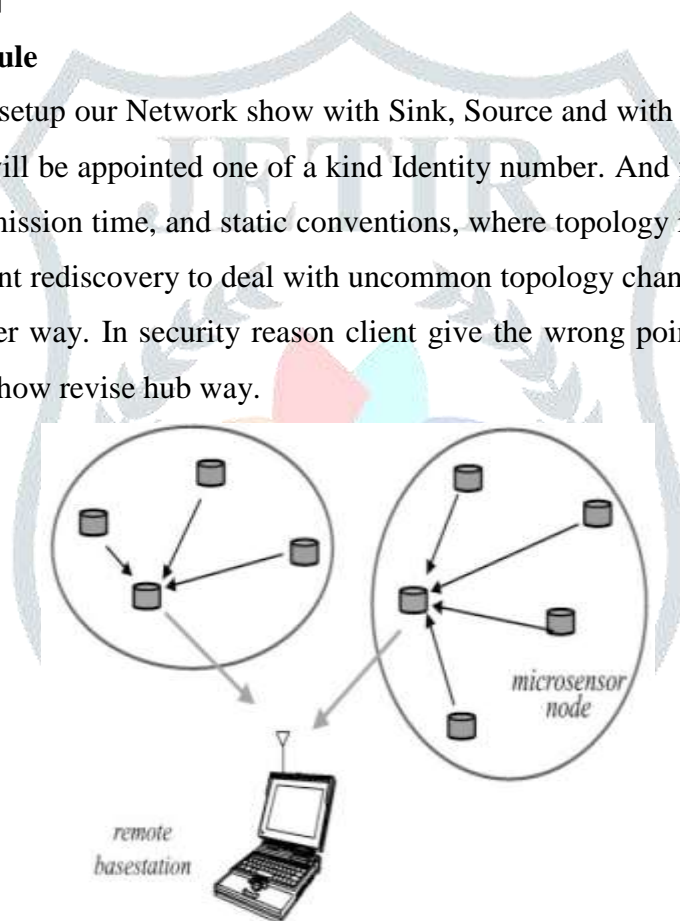 ule
setup our Network show with Sink, Source and with
ill be appointed one of a kind Identity number. And
mission time, and static conventions, where topology
nt rediscovery to deal with uncommon topology chan
er way. In security reason client give the wrong poin
how revise hub way.
JETIR
microsensor
node
remote
basestation